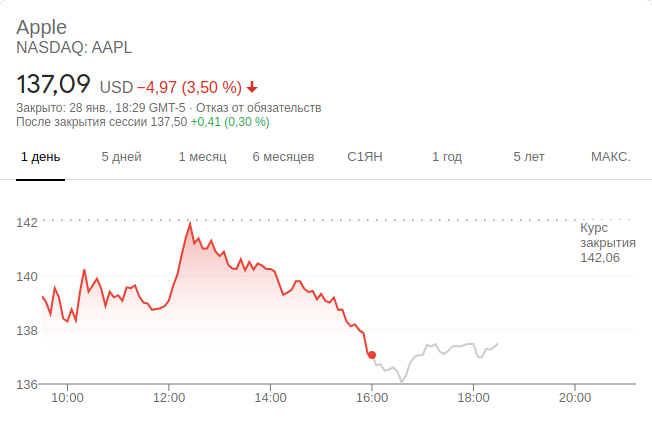 Apple
NASDAQ: AAPL
137,09 USD −4,97 (3,50 %)
Закрыто: 28 янв., 18:29 GMT-5 · Отказ от обязательств
После закрытия сессии 137,50 +0,41 (0,30 %)
1 день 5 дней 1 месяц 6 месяцев С1ЯН 1 год 5 лет МАКС.
142
Курс
закрытия
142,06
140
138
136
10:00 12:00 14:00 16:00 18:00 20:00